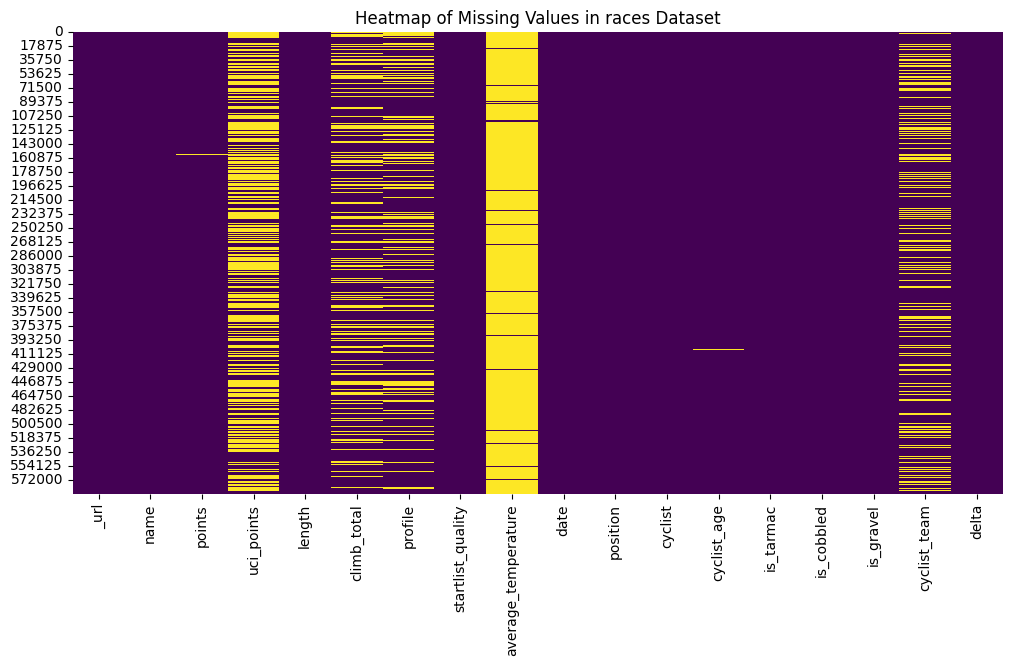 Heatmap of Missing Values in races Dataset
0
17875
35750
53625
71500
89375
107250
125125
143000
160875
178750
196625
214500
232375
250250
268125
286000
303875
321750
339625
357500
375375
393250
411125
429000
446875
464750
482625
500500
518375
536250
554125
572000
_url
name
points
uci_points
length
climb_total
profile
startlist_quality
average_temperature
date
position
cyclist
cyclist_age
is_tarmac
is_cobbled
is_gravel
cyclist_team
delta